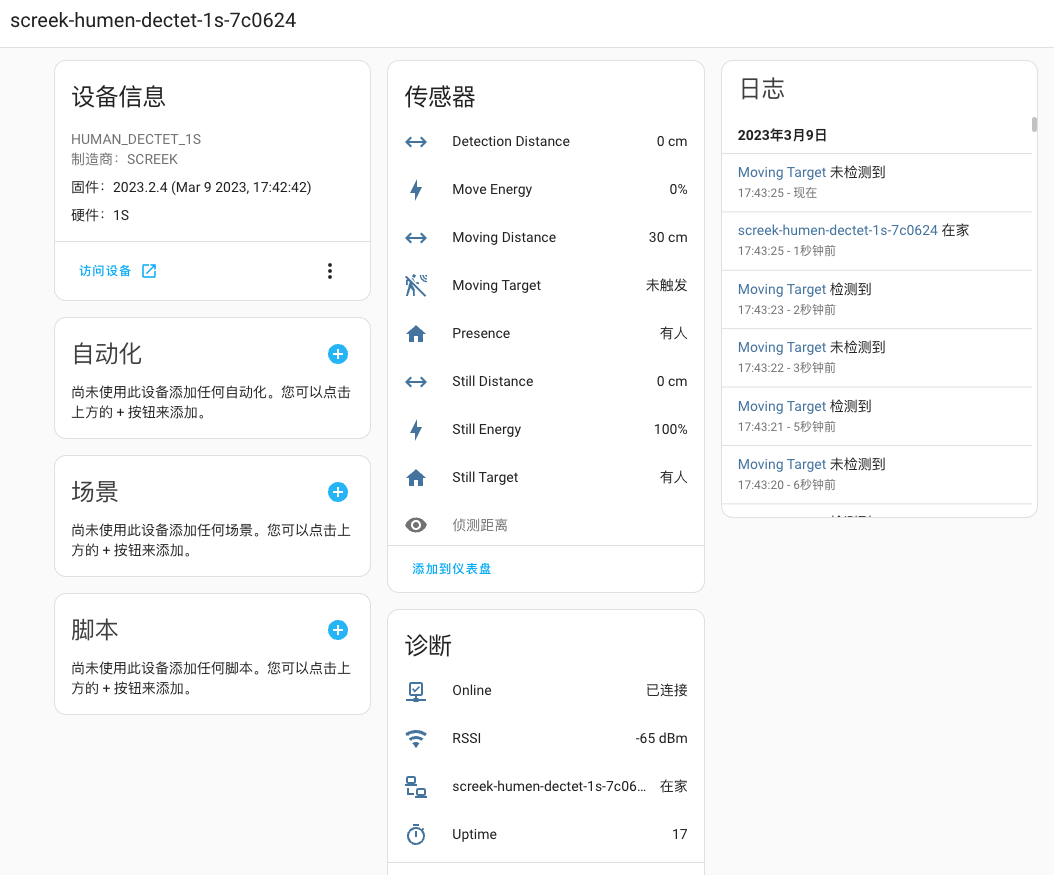 screek-humen-dectet-1s-7c0624
设备信息
HUMAN_DECTET_1S
制造商：SCREEK
固件：2023.2.4 (Mar 9 2023, 17:42:42)
硬件：1S
访问设备
自动化
尚未使用此设备添加任何自动化。您可以点击
上方的 + 按钮来添加。
场景
尚未使用此设备添加任何场景。您可以点击上
方的 + 按钮来添加。
脚本
尚未使用此设备添加任何脚本。您可以点击上
方的 + 按钮来添加。
传感器
Detection Distance 0 cm
Move Energy 0%
Moving Distance 30 cm
Moving Target 未触发
Presence 有人
Still Distance 0 cm
Still Energy 100%
Still Target 有人
侦测距离
添加到仪表盘
诊断
Online 已连接
RSSI -65 dBm
screek-humen-dectet-1s-7c06... 在家
Uptime 17
日志
2023年3月9日
Moving Target 未检测到
17:43:25 - 现在
screek-humen-dectet-1s-7c0624 在家
17:43:25 - 1秒钟前
Moving Target 检测到
17:43:23 - 2秒钟前
Moving Target 未检测到
17:43:22 - 3秒钟前
Moving Target 检测到
17:43:21 - 5秒钟前
Moving Target 未检测到
17:43:20 - 6秒钟前